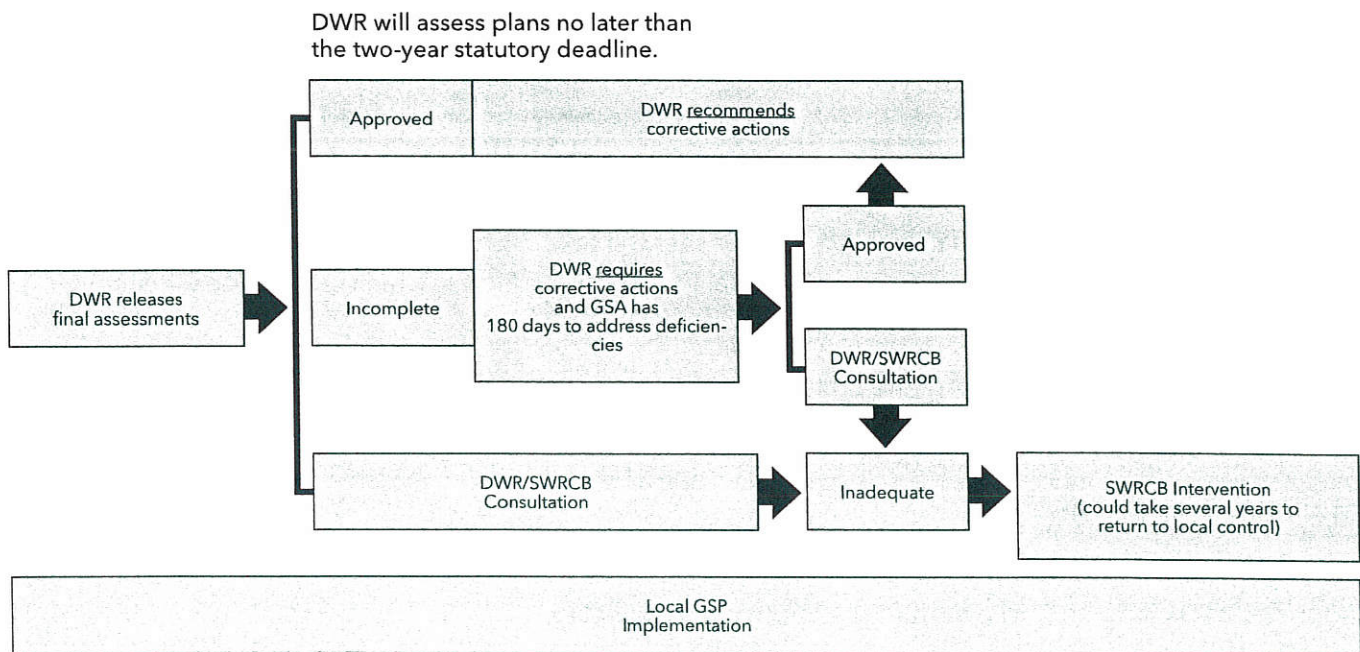 DWR will assess plans no later than
the two-year statutory deadline.
Approved
DWR recommends
corrective actions
Approved
DWR releases
final assessments
Incomplete
DWR requires
corrective actions
and GSA has
180 days to address deficien-
cies
DWR/SWRCB
Consultation
DWR/SWRCB
Consultation
Inadequate
SWRCB Intervention
(could take several years to
return to local control)
Local GSP
Implementation